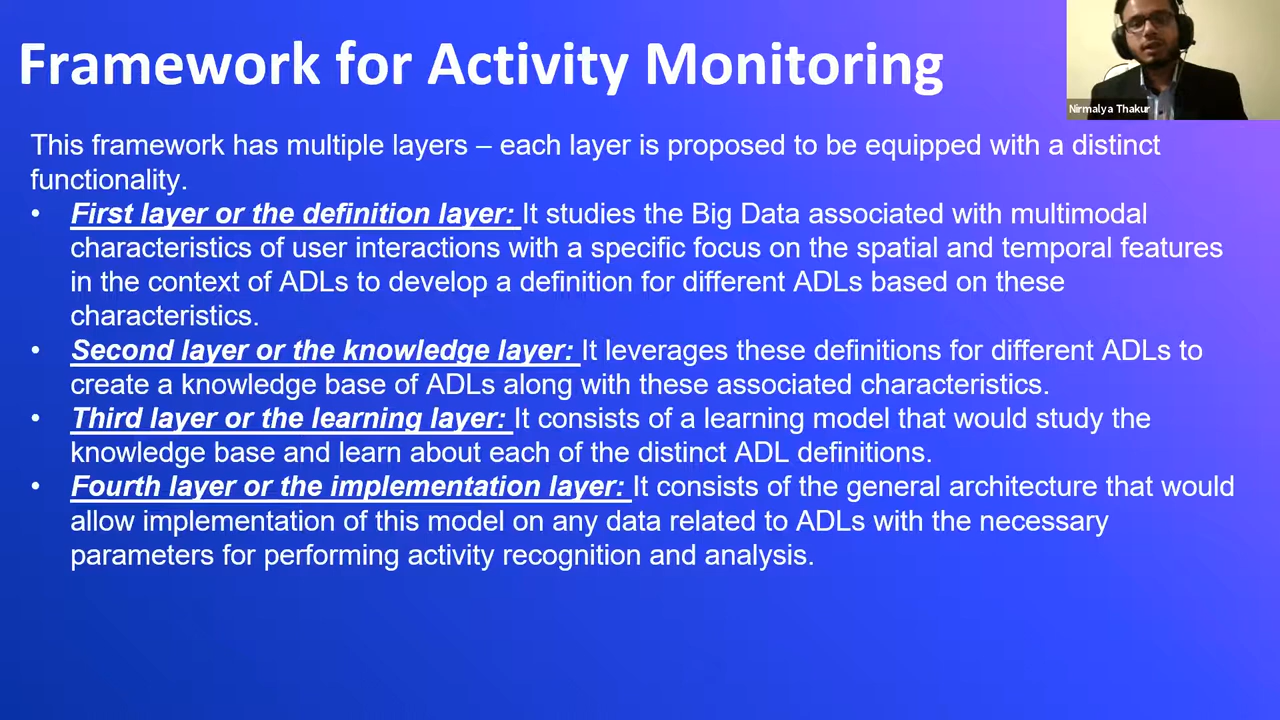 Framework for Activity Monitoring
Nirmalya Thakur
This framework has multiple layers – each layer is proposed to be equipped with a distinct
functionality.
• First layer or the definition layer: It studies the Big Data associated with multimodal
characteristics of user interactions with a specific focus on the spatial and temporal features
in the context of ADLs to develop a definition for different ADLs based on these
characteristics.
• Second layer or the knowledge layer: It leverages these definitions for different ADLs to
create a knowledge base of ADLs along with these associated characteristics.
• Third layer or the learning layer: It consists of a learning model that would study the
knowledge base and learn about each of the distinct ADL definitions.
• Fourth layer or the implementation layer: It consists of the general architecture that would
allow implementation of this model on any data related to ADLs with the necessary
parameters for performing activity recognition and analysis.